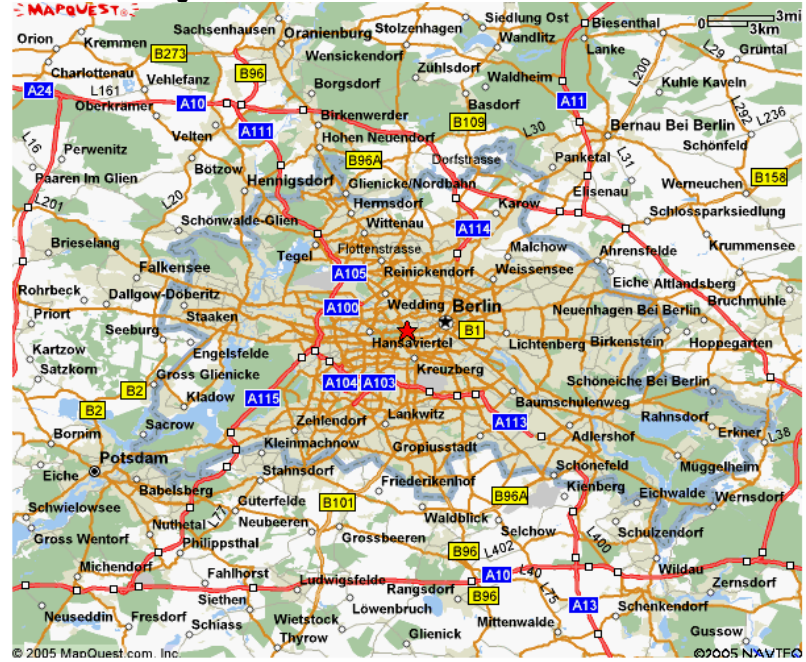 MAPQUEST
Siedlung Ost
Biesenthal
3mi
0
3km
Sachsenhausen
Stolzenhagen
Orion
Kremmen
Oranienburg
Wandlitz
Lanke
L29
Grüntal
B273
Wensickendorf
L200
Charlottenau
Vehlefanz
B96
Zühlsdorf
Waldheim
Kuhle Kaveln
A24
L161
Borgsdorf
A10
Oberkrämer
Basdorf
A11
L292
L236
Birkenwerder
B109
A111
L30
Bernau Bei Berlin
L16
Velten
Hohen Neuendorf
Schönfeld
Perwenitz
B96A
Dorfstrasse
Panketal
L31
Bötzow
Paaren Im Glien
Hennigsdorf
Glienicke/Nordbahn
Elisenau
Werneuchen
B158
L20
Hermsdorf
Karow
L201
Schönwalde-Glien
Wittenau
A114
Schlossparksiedlung
Brieselang
Tegel
Flottenstrasse
Malchow
Ahrensfelde
Krummensee
Falkensee
A105
Reinickendorf
Weissensee
Eiche
Altlandsberg
Rohrbeck
Dallgow-Döberitz
A100
Wedding
Berlin
Bruchmuhle
Priort
Staaken
Neuenhagen Bei Berlin
Seeburg
B1
Hansaviertel
Lichtenberg
Birkenstein
Hoppegarten
Kartzow
Engelsfelde
Satzkorn
Kreuzberg
Gross Glienicke
A104
A103
Schöneiche Bei Berlin
B2
Kladow
A115
Baumschulenweg
B2
Lankwitz
A113
Rahnsdorf
Sacrow
Zehlendorf
Bornim
Adlershof
Erkner
L38
Kleinmachnow
Gropiusstadt
Potsdam
Müggelheim
Eiche
Stahnsdorf
Schönefeld
Babelsberg
Friederikenhof
Kienberg
Schwielowsee
Güterfelde
B101
B96A
Eichwalde
Wernsdorf
L77
Nuthetal
Neubeeren
Waldblick
Selchow
Gross Wentorf
Philippsthal
Grossbeeren
L400
Schulzendorf
B96
L402
Michendorf
Fahlhorst
A10
L40
Wildau
Ludwigsfelde
Rangsdorf
Zernsdorf
Siethen
B96
L75
A13
Neuseddin
Fresdorf
Löwenbruch
Schenkendorf
Schiass
Wietstock
Mittenwalde
Gussow
Thyrow
Glienick
© 2005 MapQuest.com, Inc.
©2005 NAVTEQ